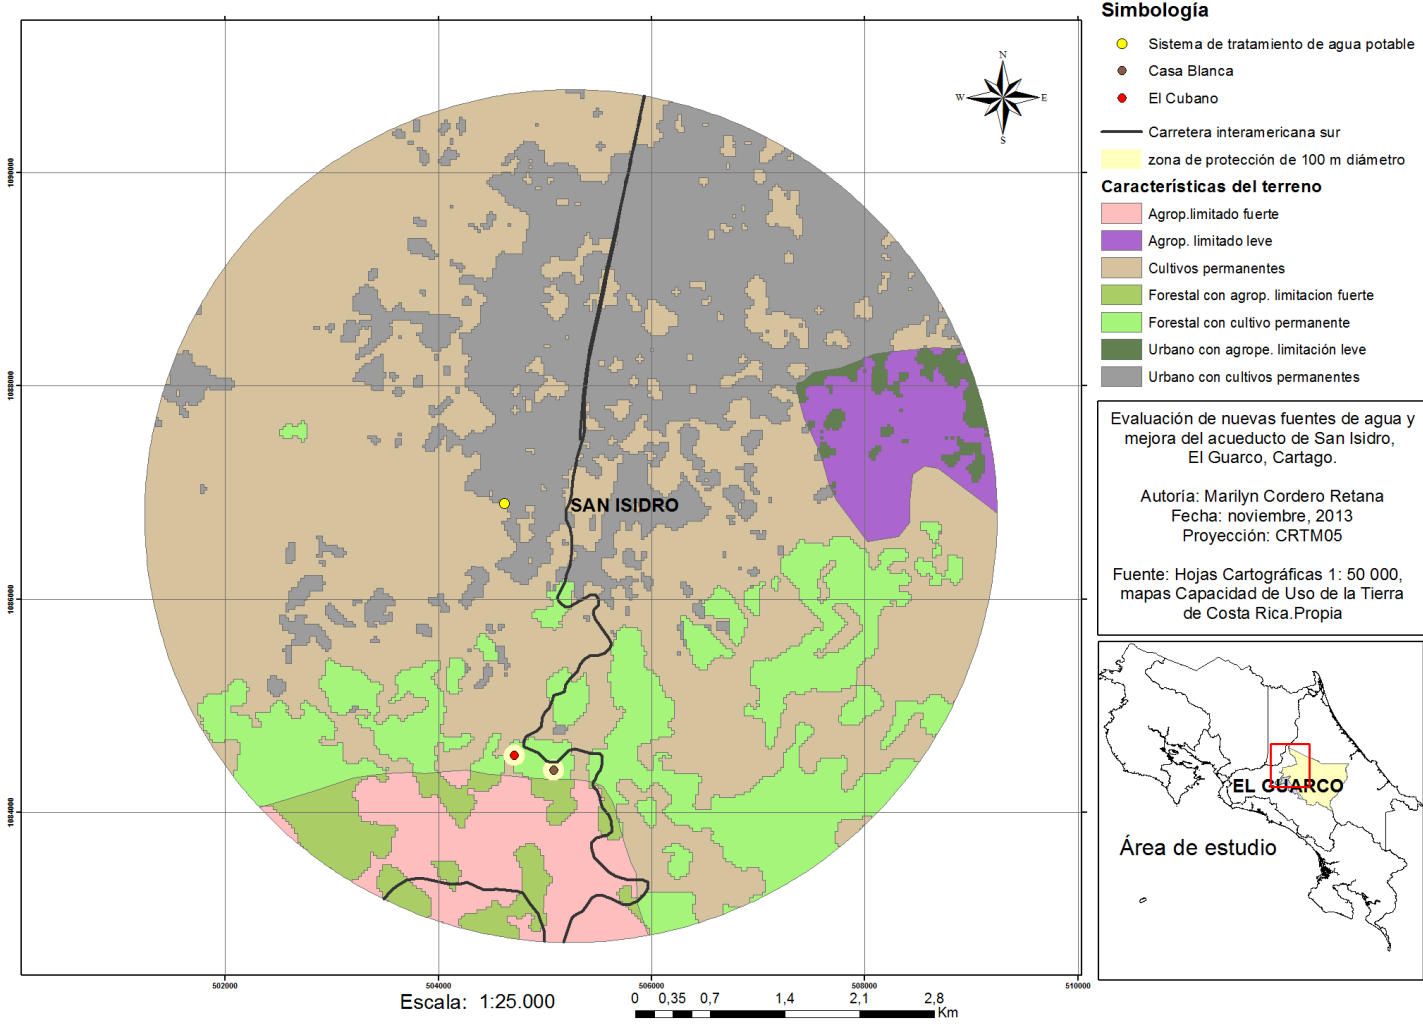 Simbología
Sistema de tratamiento de agua potable
Casa Blanca
El Cubano
Carretera interamericana sur
zona de protección de 100 m diámetro
Características del terreno
Agrop.limitado fuerte
Agrop. limitado leve
Cultivos permanentes
Forestal con agrop. limitacion fuerte
Forestal con cultivo permanente
Urbano con agrope. limitación leve
Urbano con cultivos permanentes
Evaluación de nuevas fuentes de agua y
mejora del acueducto de San Isidro,
El Guarco, Cartago.
Autoría: Marilyn Cordero Retana
Fecha: noviembre, 2013
Proyección: CRTM05
Fuente: Hojas Cartográficas 1: 50 000,
mapas Capacidad de Uso de la Tierra
de Costa Rica.Propia
EL GUARCO
Área de estudio
N
W
E
S
SAN ISIDRO
1090000
1088000
1086000
1084000
502000
504000
506000
508000
510000
Escala: 1:25.000
0 0,35 0,7 1,4 2,1 2,8
Km